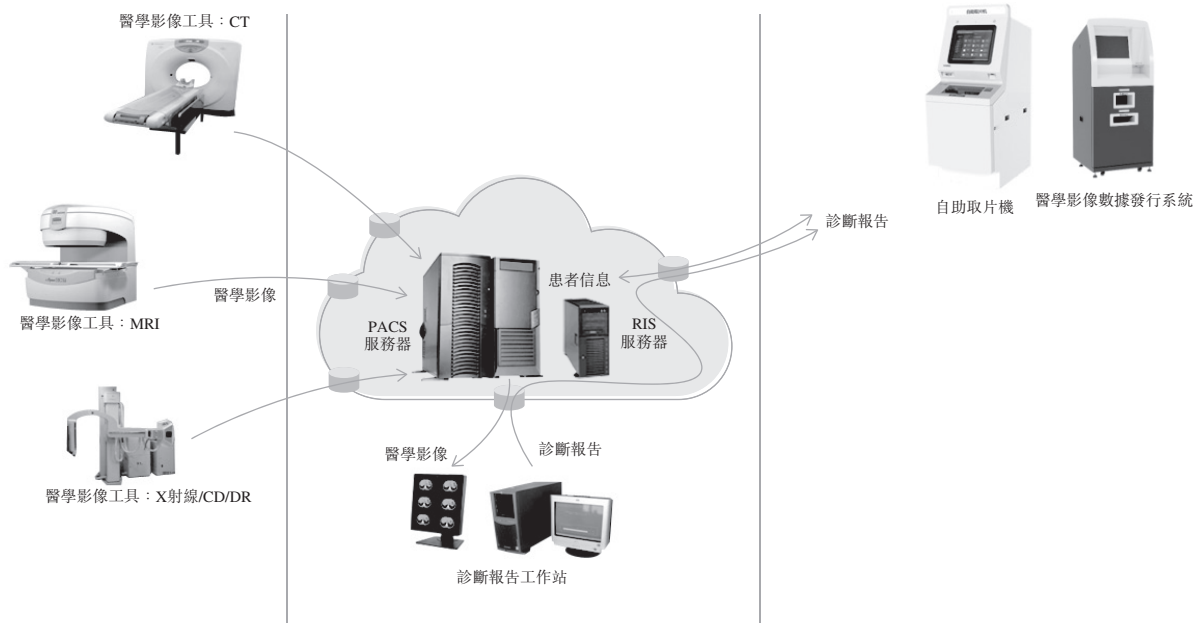 醫學影像工具：CT
自助取片機
醫學影像數據發行系統
診斷報告
患者信息
醫學影像
醫學影像工具：MRI
PACS
服務器
RIS
服務器
醫學影像
診斷報告
醫學影像工具：X射線/CD/DR
診斷報告工作站